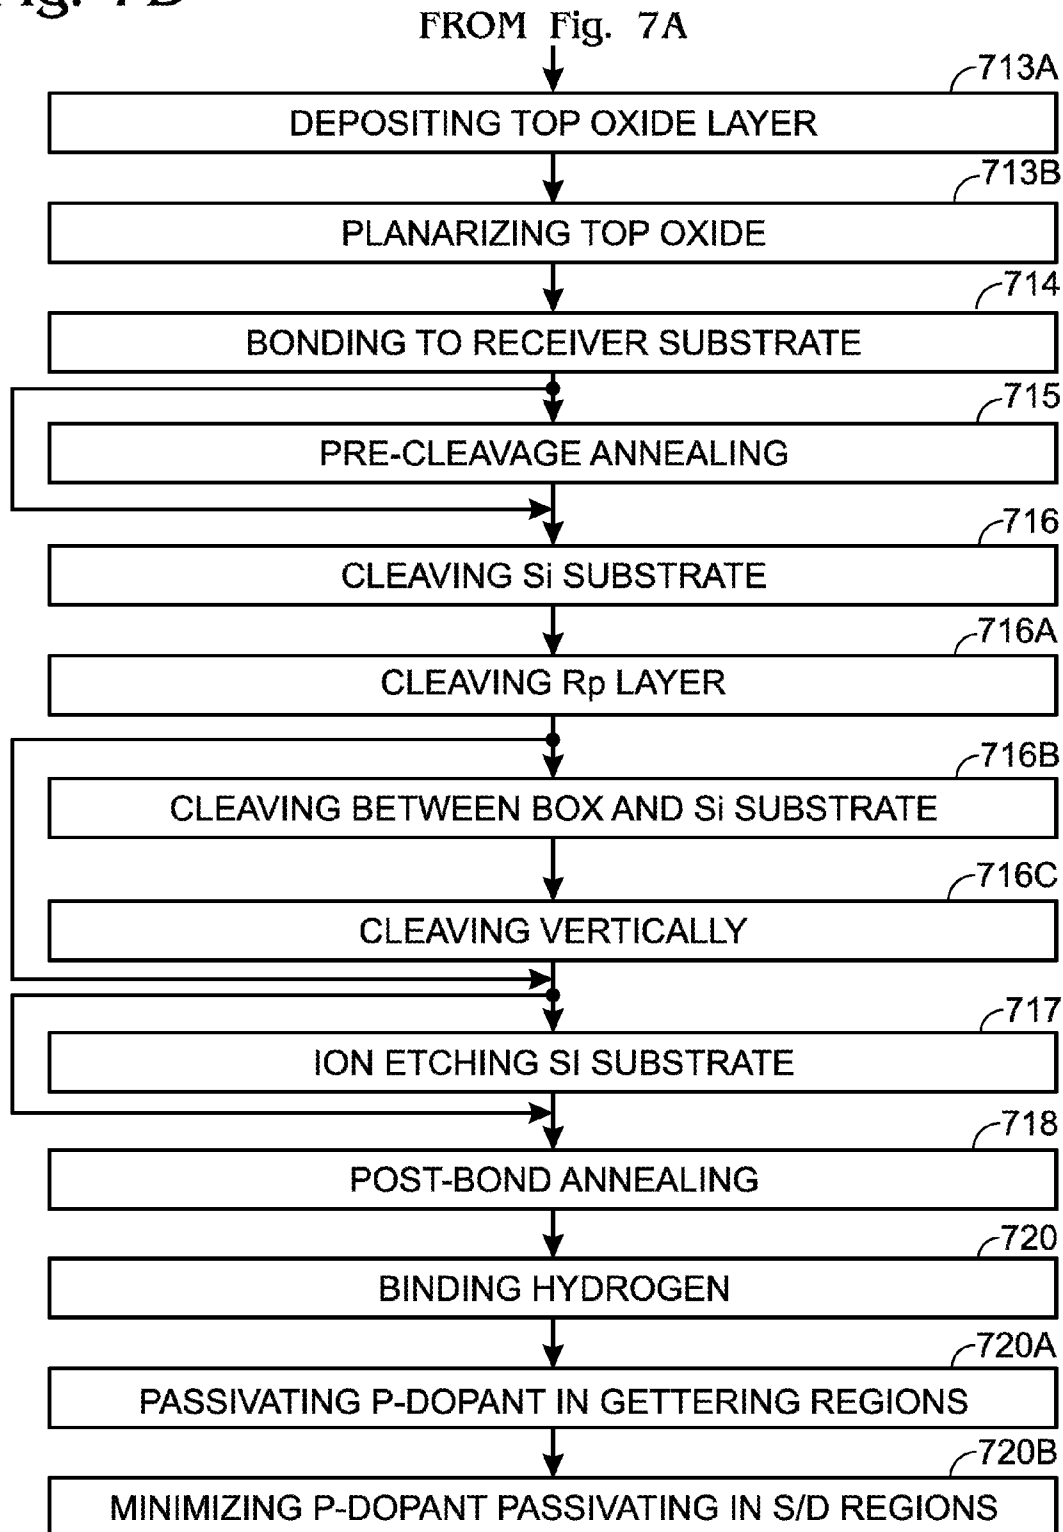 FROM Fig. 7A
713A
DEPOSITING TOP OXIDE LAYER
713B
PLANARIZING TOP OXIDE
714
BONDING TO RECEIVER SUBSTRATE
715
PRE-CLEAVAGE ANNEALING
716
CLEAVING Si SUBSTRATE
716A
CLEAVING Rp LAYER
716B
CLEAVING BETWEEN BOX AND Si SUBSTRATE
716C
CLEAVING VERTICALLY
717
ION ETCHING SI SUBSTRATE
718
POST-BOND ANNEALING
720
BINDING HYDROGEN
720A
PASSIVATING P-DOPANT IN GETTERING REGIONS
720B
MINIMIZING P-DOPANT PASSIVATING IN S/D REGIONS